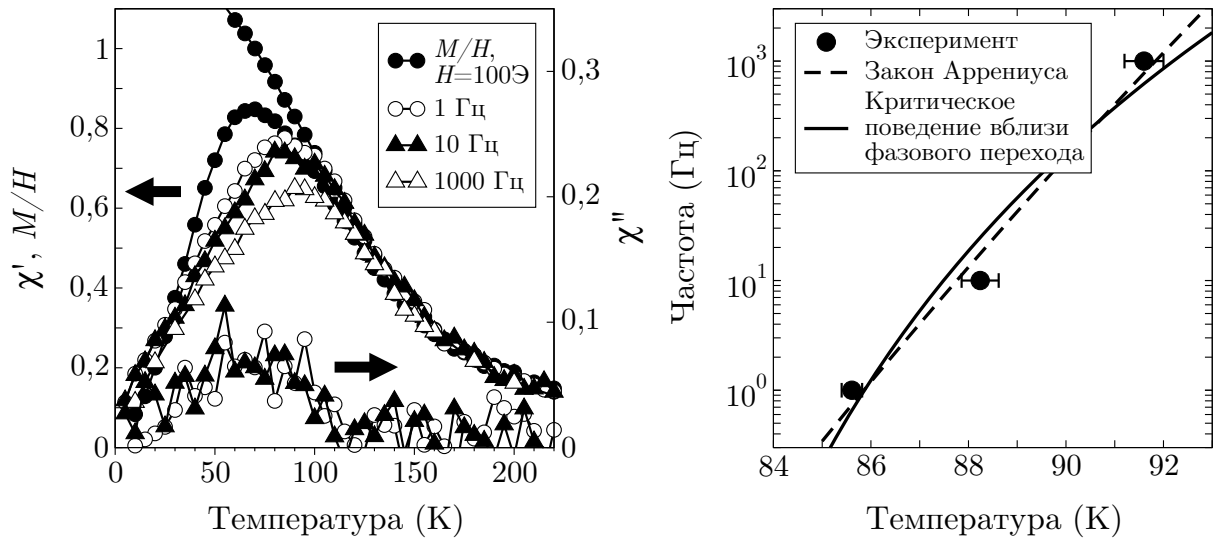 χ', M/H
1
0,8
0,6
0,4
0,2
0
0 50 100 150 200
Температура (К)
M/H,
H=100Э
1 Гц
10 Гц
1000 Гц
0,3
0,2
0,1
0
χ"
Частота (Гц)
10³
10²
10¹
10⁰
84 86 88 90 92
Температура (К)
Эксперимент
Закон Аррениуса
Критическое
поведение вблизи
фазового перехода